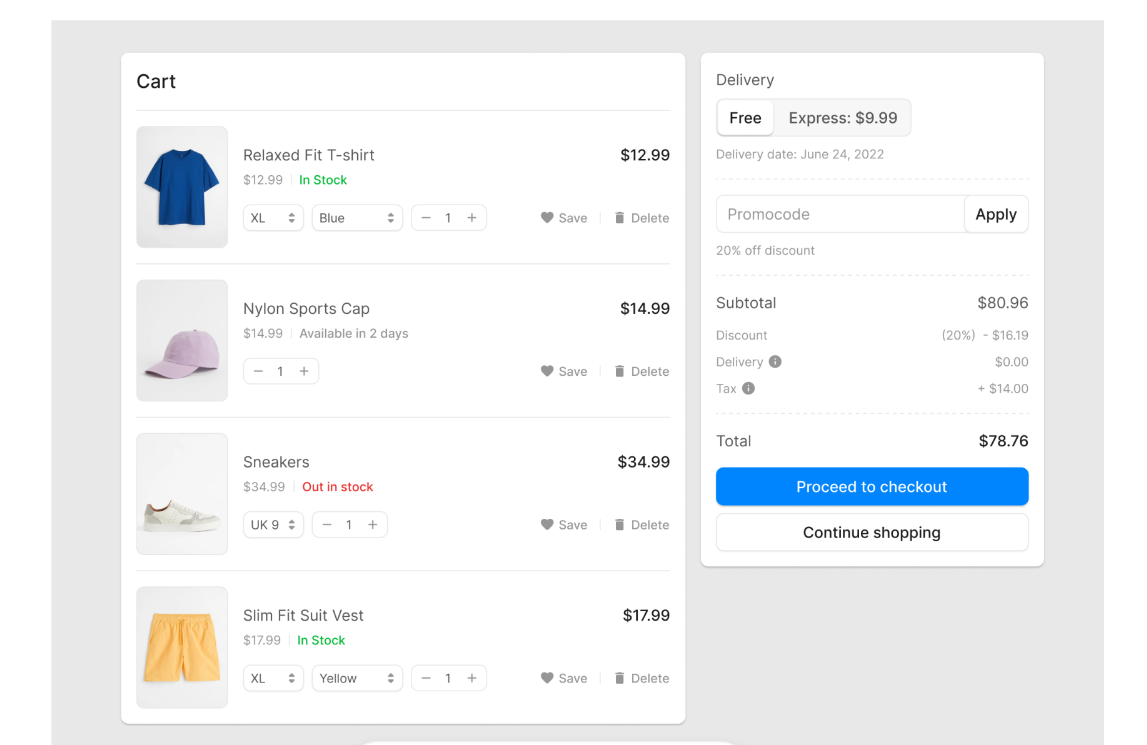 Cart
Relaxed Fit T-shirt $12.99
$12.99 In Stock
XL Blue − 1 + Save Delete
Nylon Sports Cap $14.99
$14.99 Available in 2 days
− 1 + Save Delete
Sneakers $34.99
$34.99 Out in stock
UK 9 − 1 + Save Delete
Slim Fit Suit Vest $17.99
$17.99 In Stock
XL Yellow − 1 + Save Delete
Delivery
Free Express: $9.99
Delivery date: June 24, 2022
Promocode Apply
20% off discount
Subtotal $80.96
Discount (20%) - $16.19
Delivery $0.00
Tax + $14.00
Total $78.76
Proceed to checkout
Continue shopping